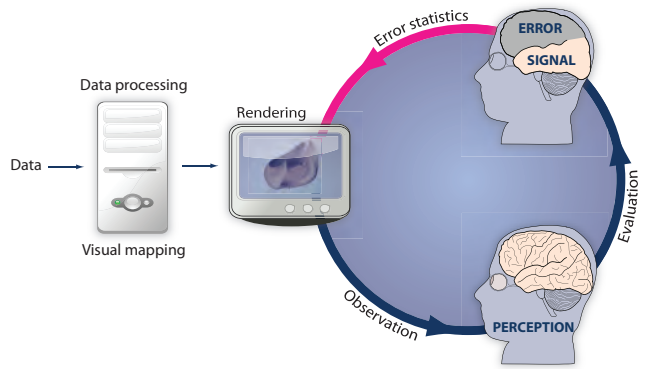 Data
Data processing
Visual mapping
Rendering
Error statistics
ERROR
SIGNAL
Evaluation
PERCEPTION
Observation